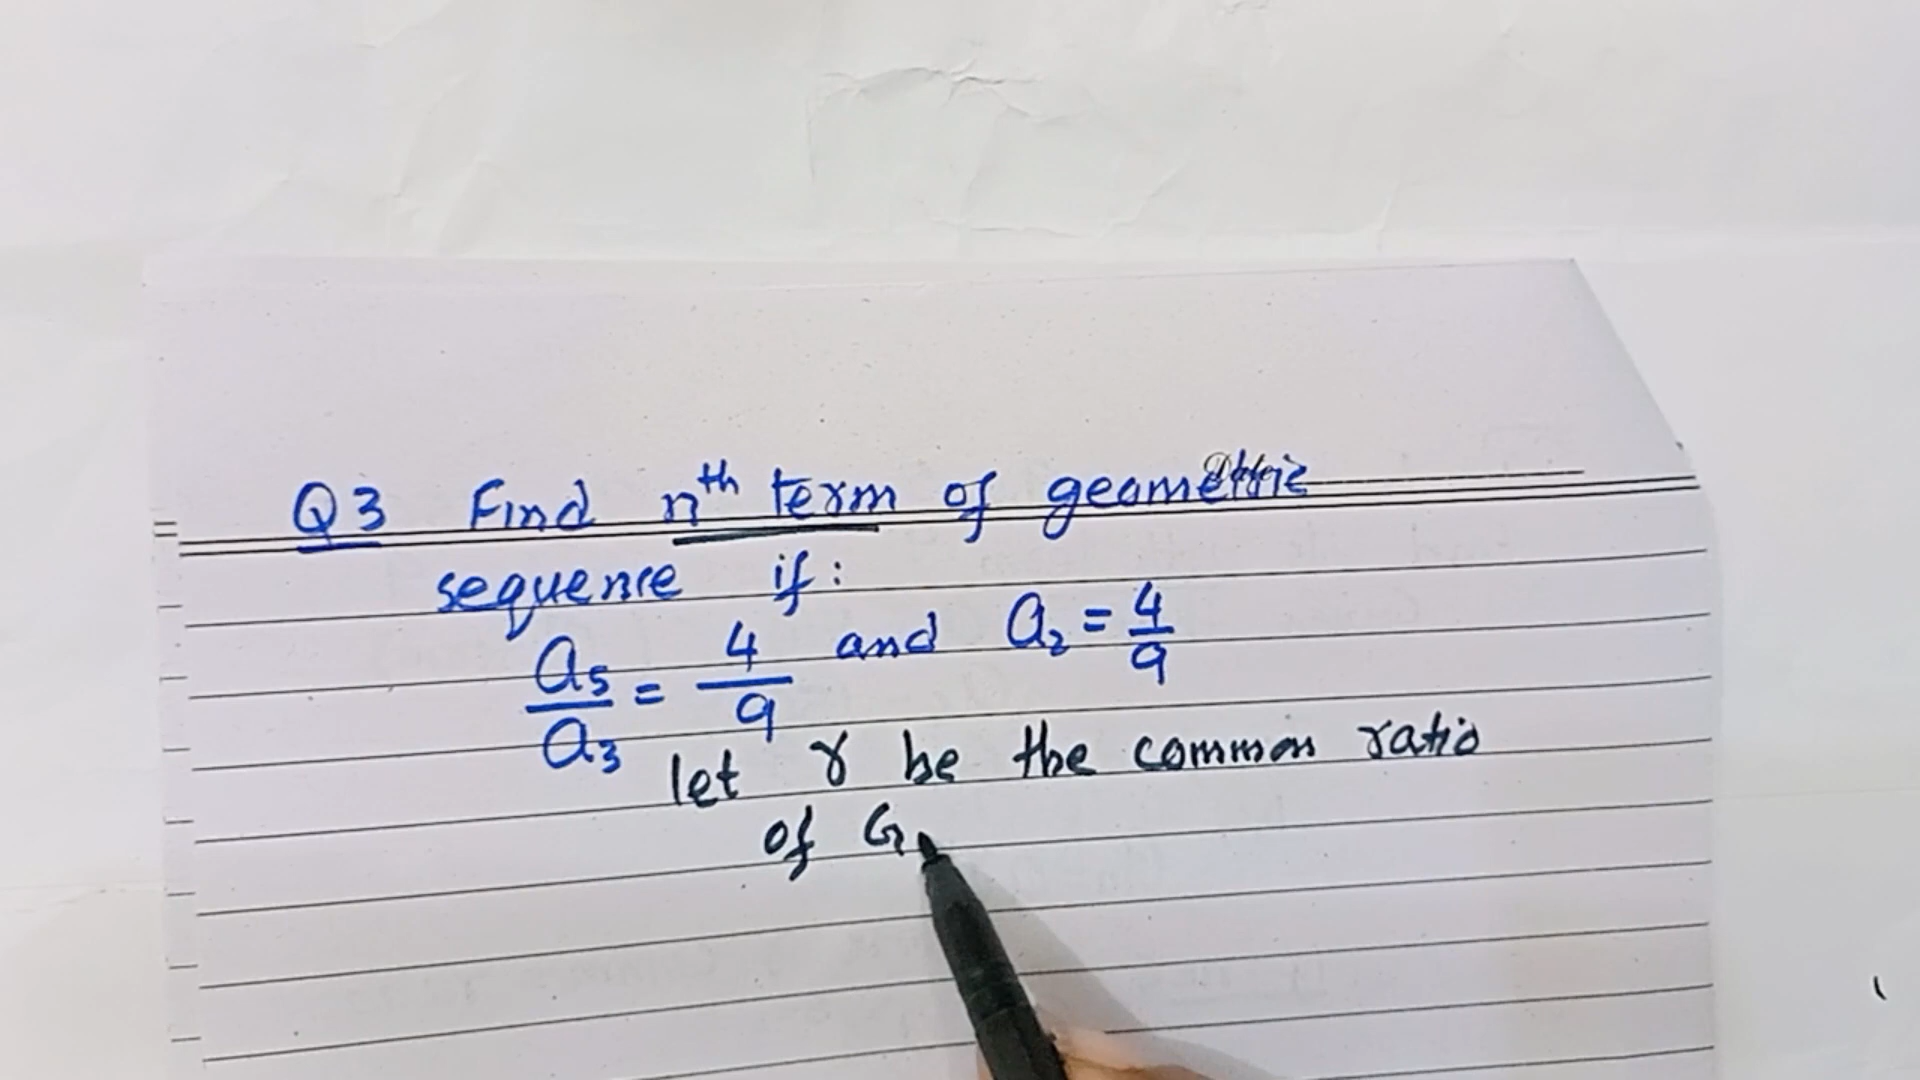 Q3 Find nth term of geometric
sequence if:
a5/a3 = 4/9 and a2 = 4/9
let r be the common ratio
of G